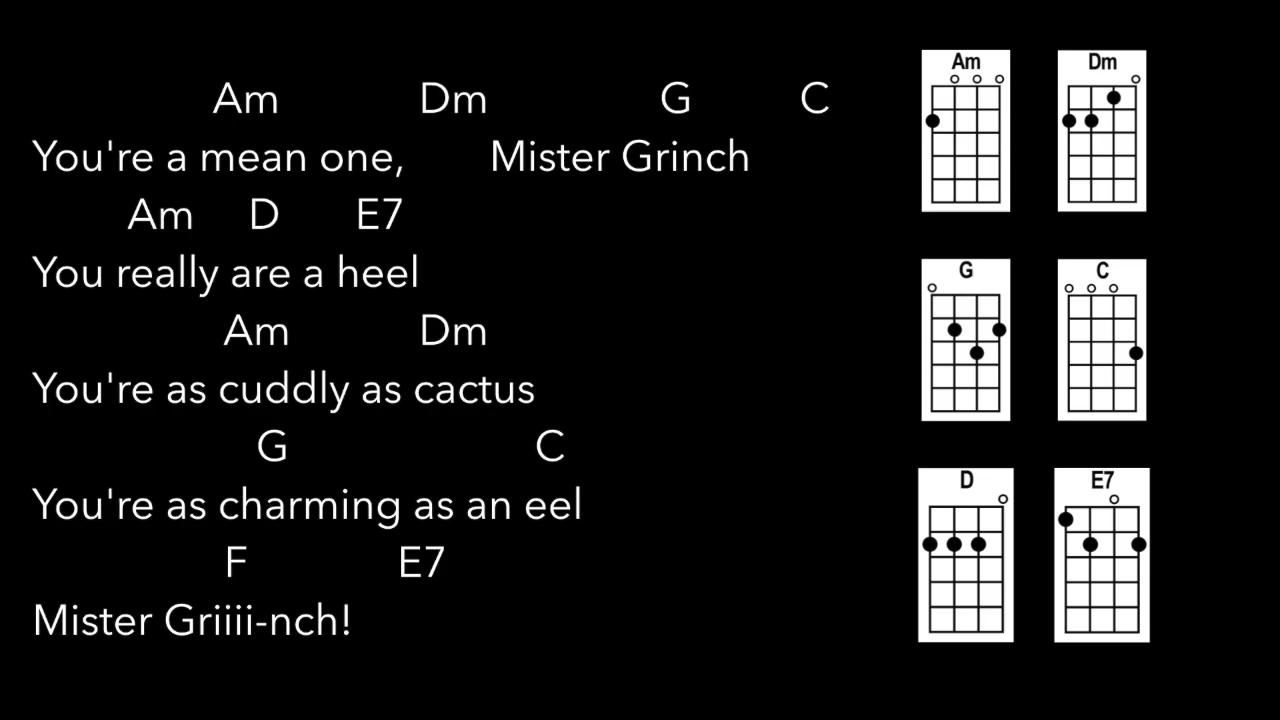 Am Dm G C
You're a mean one, Mister Grinch
Am D E7
You really are a heel
Am Dm
You're as cuddly as cactus
G C
You're as charming as an eel
F E7
Mister Griiii-nch!
Am Dm
G C
D E7